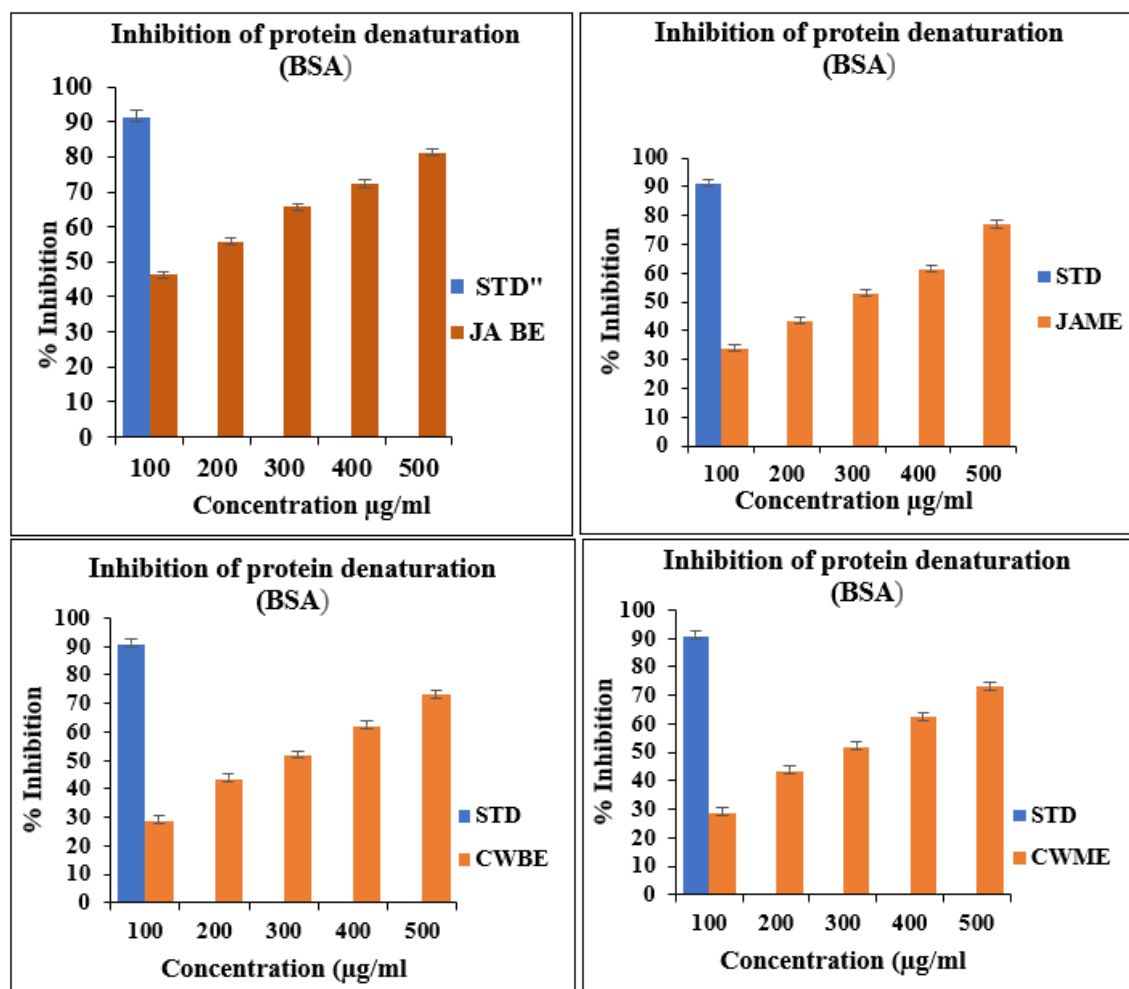 Inhibition of protein denaturation
(BSA)
100
90
80
70
60
50
40
30
20
10
0
% Inhibition
100 200 300 400 500
Concentration µg/ml
STD"
JA BE
Inhibition of protein denaturation
(BSA)
100
90
80
70
60
50
40
30
20
10
0
% Inhibition
100 200 300 400 500
Concentration µg/ml
STD
JAME
Inhibition of protein denaturation
(BSA)
100
90
80
70
60
50
40
30
20
10
0
% Inhibition
100 200 300 400 500
Concentration (µg/ml
STD
CWBE
Inhibition of protein denaturation
(BSA)
100
90
80
70
60
50
40
30
20
10
0
% Inhibition
100 200 300 400 500
Concentration (µg/ml
STD
CWME